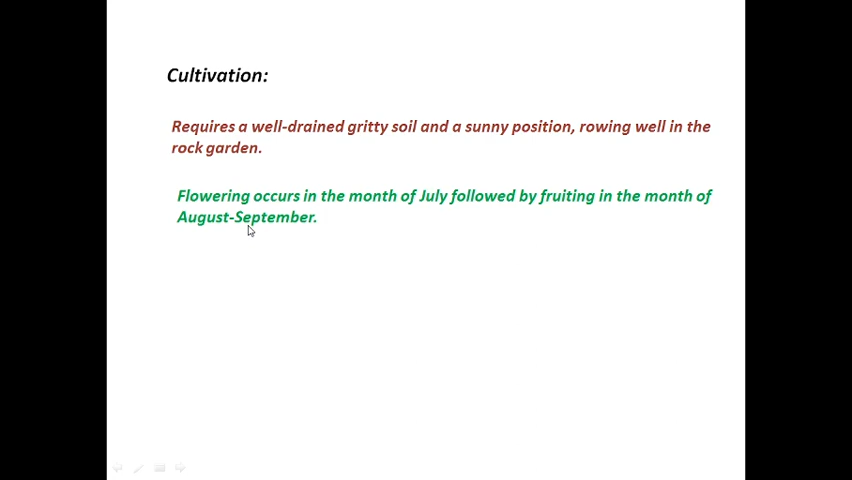 Cultivation:
Requires a well-drained gritty soil and a sunny position, rowing well in the
rock garden.
Flowering occurs in the month of July followed by fruiting in the month of
August-September.